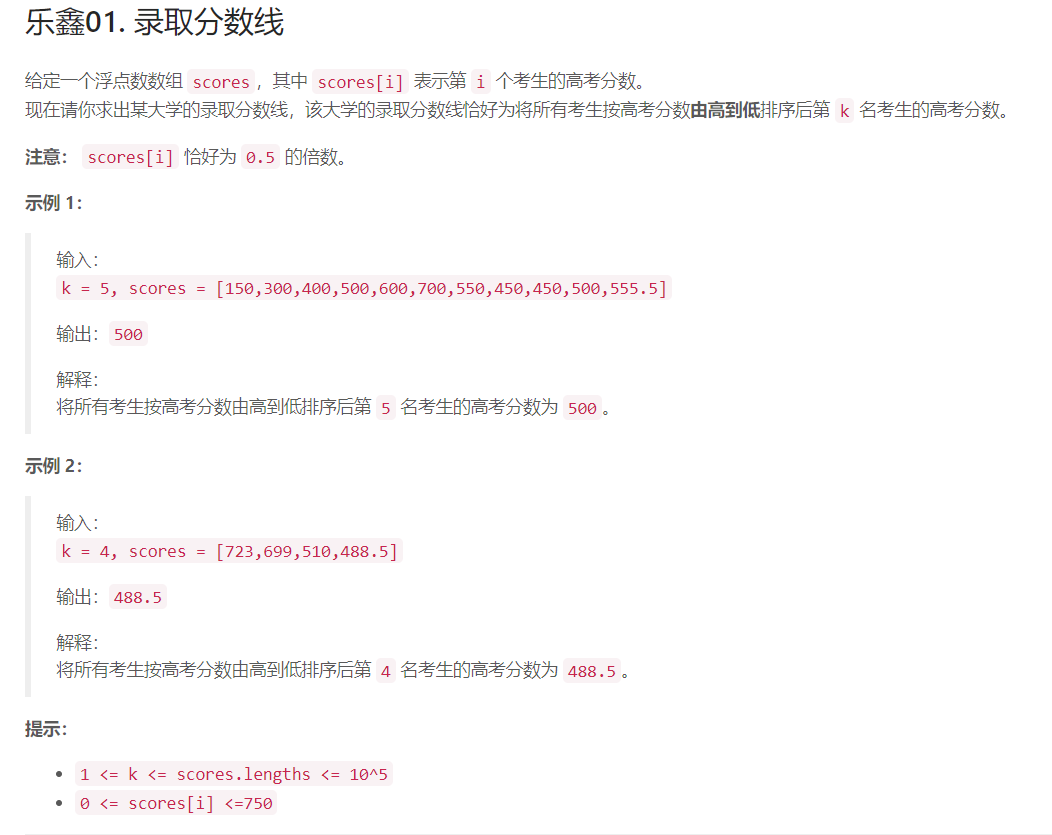 乐鑫01. 录取分数线
给定一个浮点数数组 scores，其中 scores[i] 表示第 i 个考生的高考分数。
现在请你求出某大学的录取分数线，该大学的录取分数线恰好为将所有考生按高考分数由高到低排序后第 k 名考生的高考分数。
注意： scores[i] 恰好为 0.5 的倍数。
示例 1：
输入：
k = 5, scores = [150,300,400,500,600,700,550,450,450,500,555.5]
输出：500
解释：
将所有考生按高考分数由高到低排序后第 5 名考生的高考分数为 500。
示例 2：
输入：
k = 4, scores = [723,699,510,488.5]
输出：488.5
解释：
将所有考生按高考分数由高到低排序后第 4 名考生的高考分数为 488.5。
提示：
• 1 <= k <= scores.lengths <= 10^5
• 0 <= scores[i] <=750